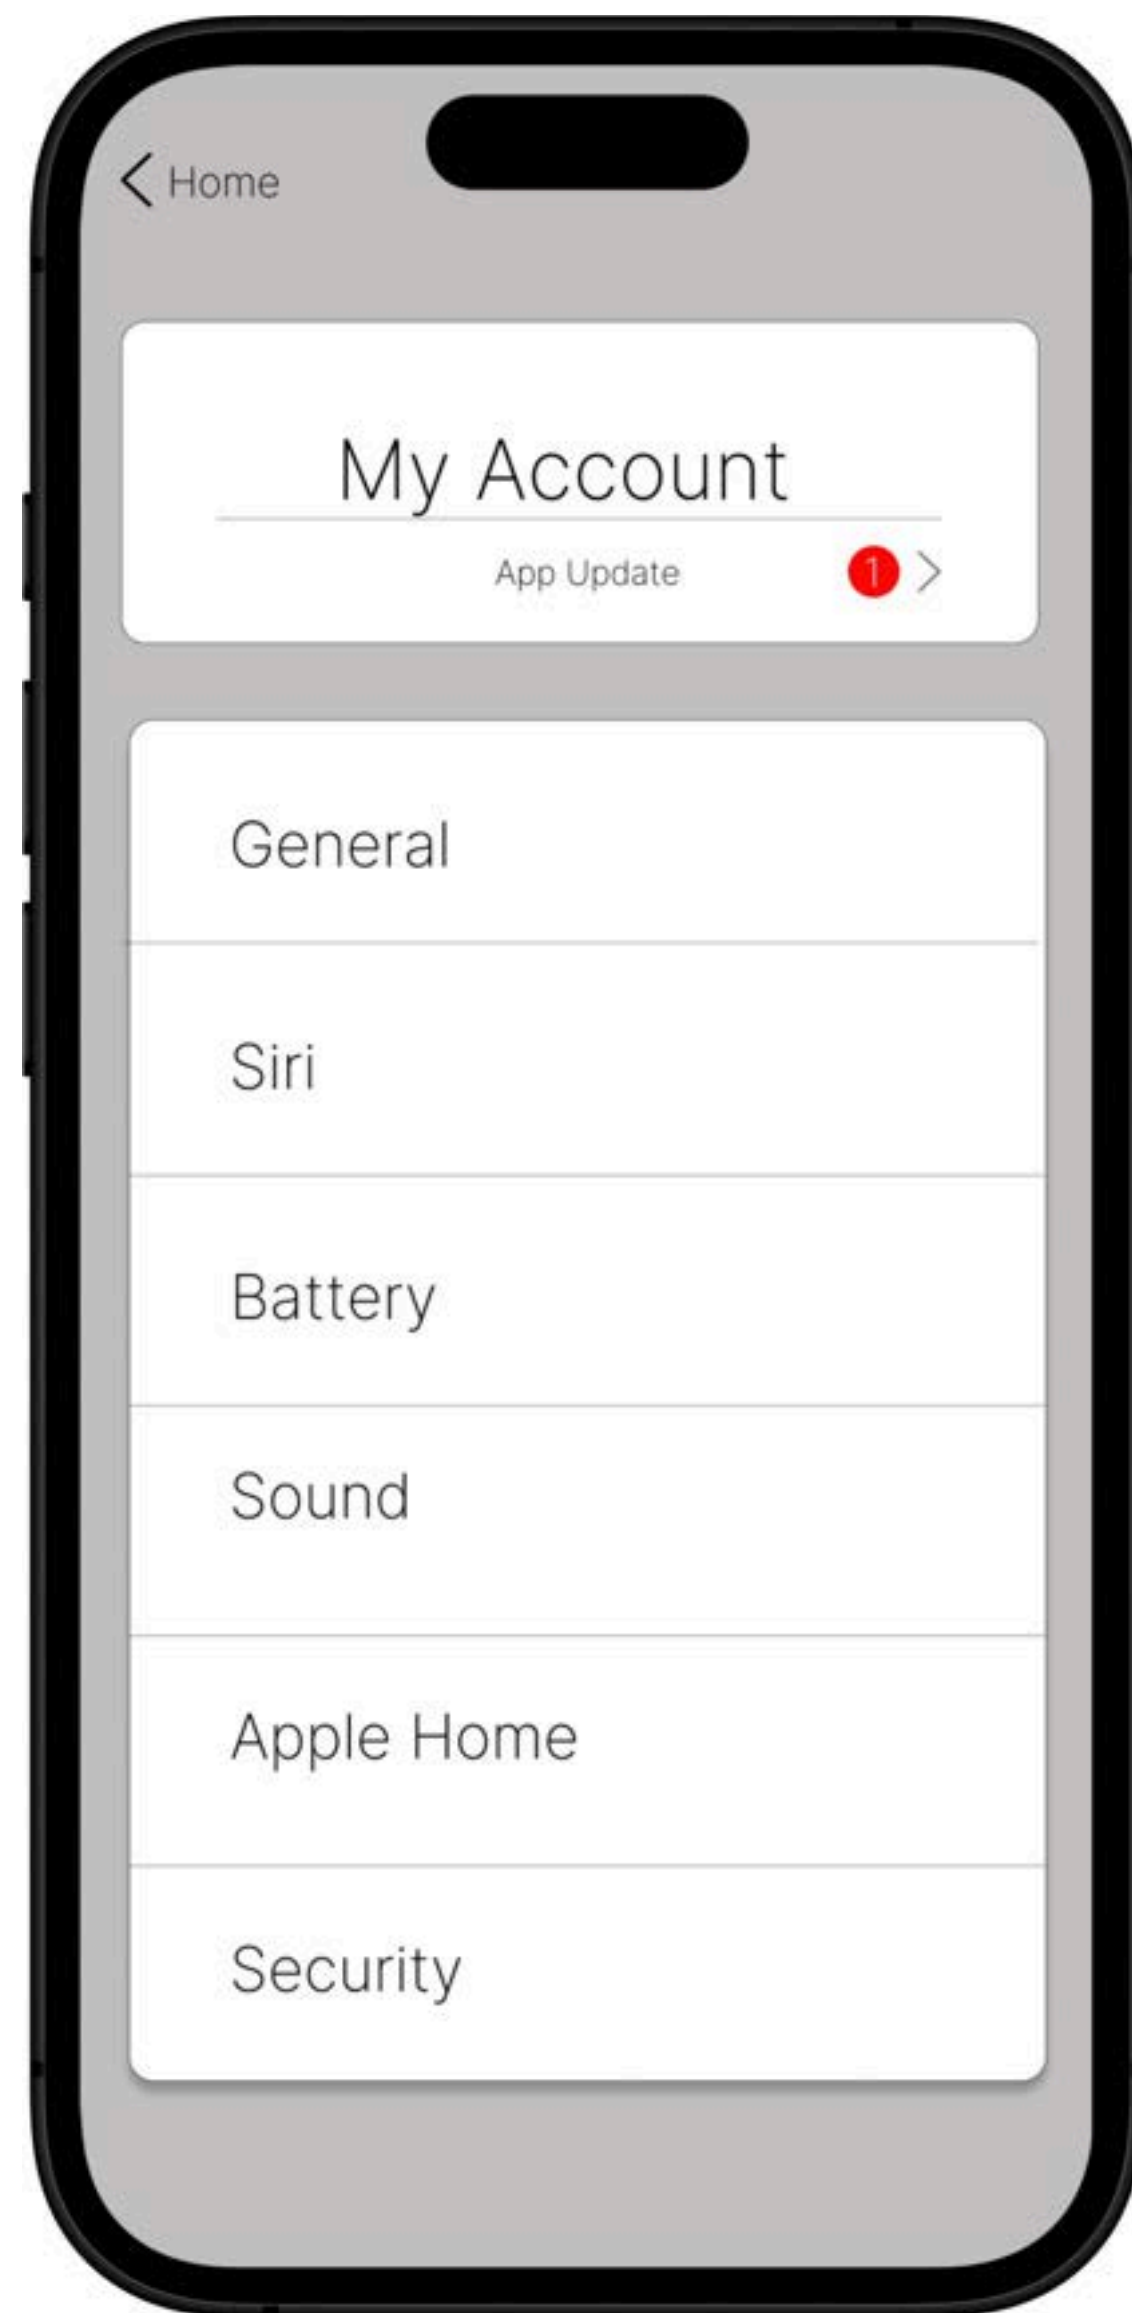 Home
My Account
App Update 1
General
Siri
Battery
Sound
Apple Home
Security